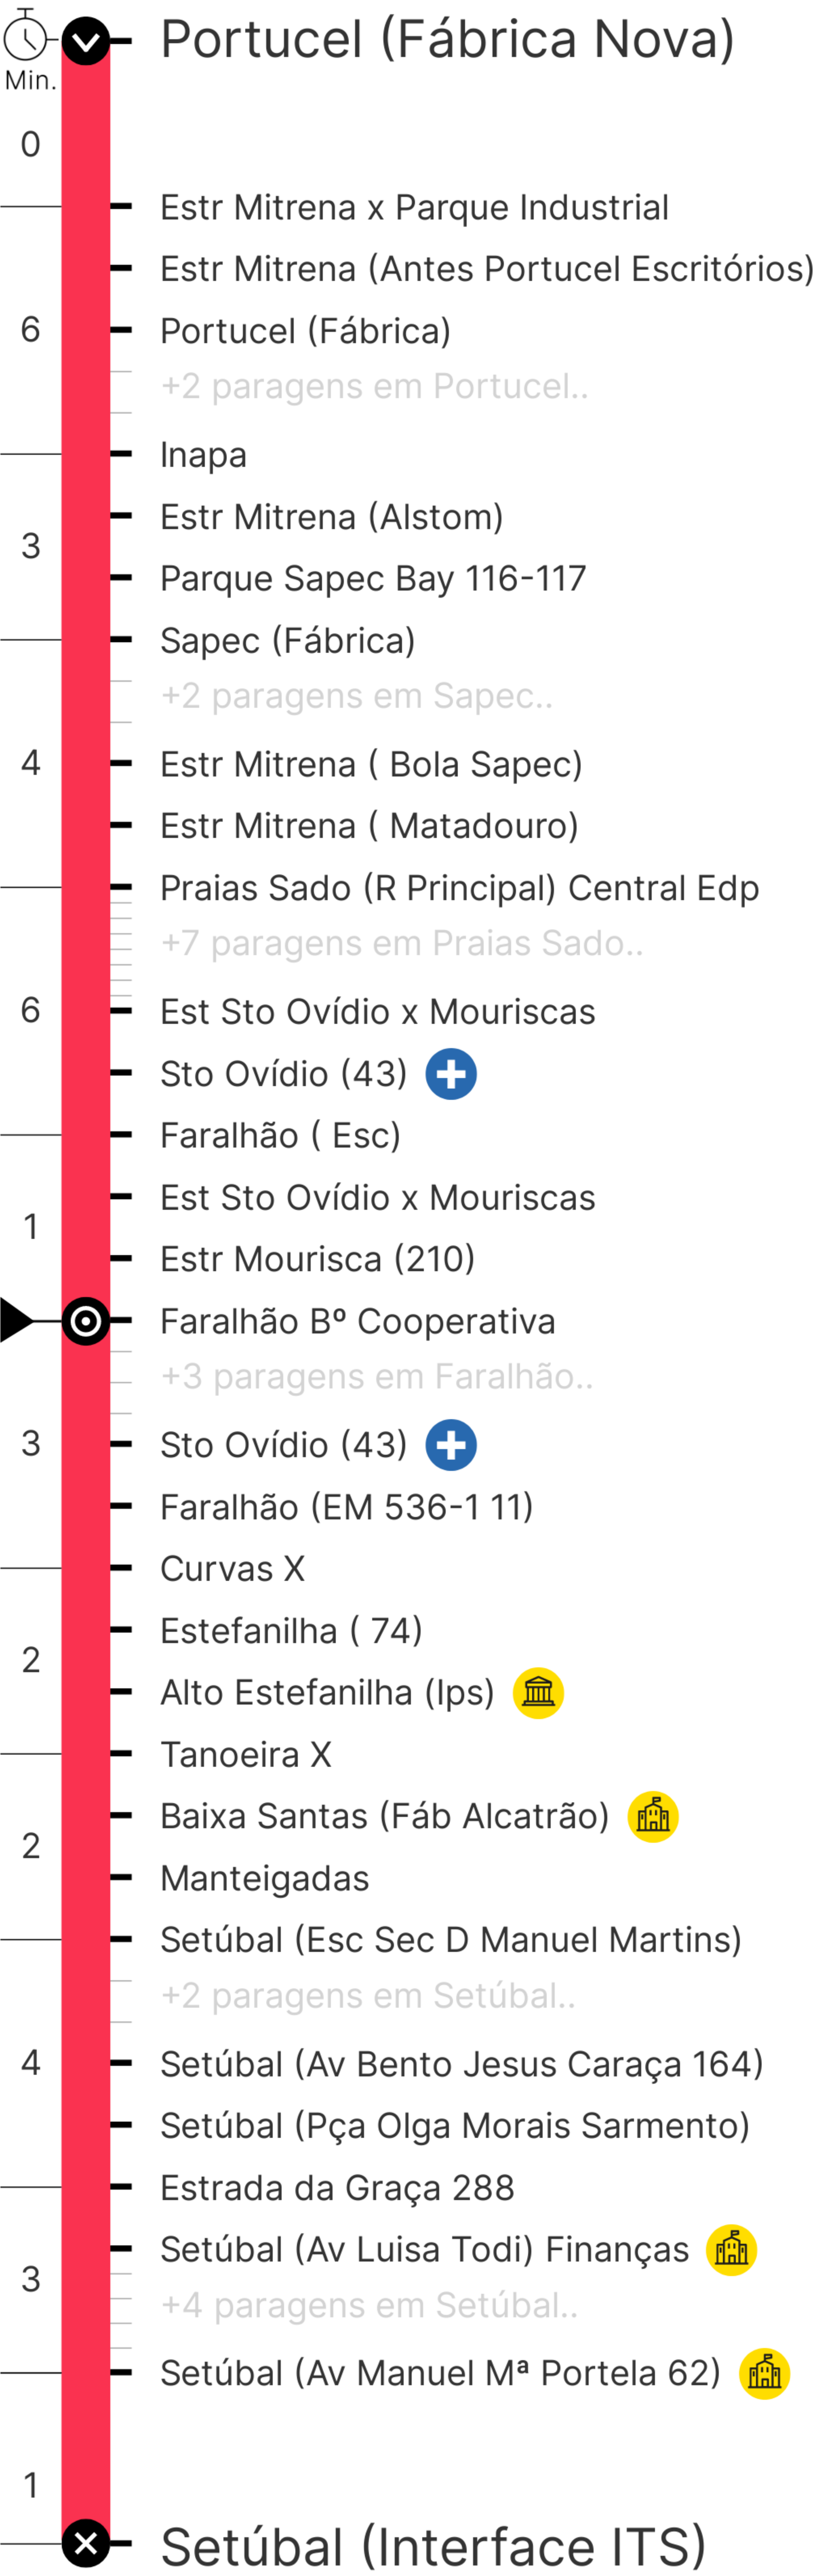 Portucel (Fábrica Nova)
Min.
0
Estr Mitrena x Parque Industrial
Estr Mitrena (Antes Portucel Escritórios)
6
Portucel (Fábrica)
+2 paragens em Portucel..
Inapa
Estr Mitrena (Alstom)
3
Parque Sapec Bay 116-117
Sapec (Fábrica)
+2 paragens em Sapec..
4
Estr Mitrena ( Bola Sapec)
Estr Mitrena ( Matadouro)
Praias Sado (R Principal) Central Edp
+7 paragens em Praias Sado..
6
Est Sto Ovídio x Mouriscas
Sto Ovídio (43)
Faralhão ( Esc)
Est Sto Ovídio x Mouriscas
1
Estr Mourisca (210)
Faralhão Bº Cooperativa
+3 paragens em Faralhão..
3
Sto Ovídio (43)
Faralhão (EM 536-1 11)
Curvas X
Estefanilha ( 74)
2
Alto Estefanilha (Ips)
Tanoeira X
Baixa Santas (Fáb Alcatrão)
2
Manteigadas
Setúbal (Esc Sec D Manuel Martins)
+2 paragens em Setúbal..
4
Setúbal (Av Bento Jesus Caraça 164)
Setúbal (Pça Olga Morais Sarmento)
Estrada da Graça 288
Setúbal (Av Luisa Todi) Finanças
3
+4 paragens em Setúbal..
Setúbal (Av Manuel Mª Portela 62)
1
Setúbal (Interface ITS)